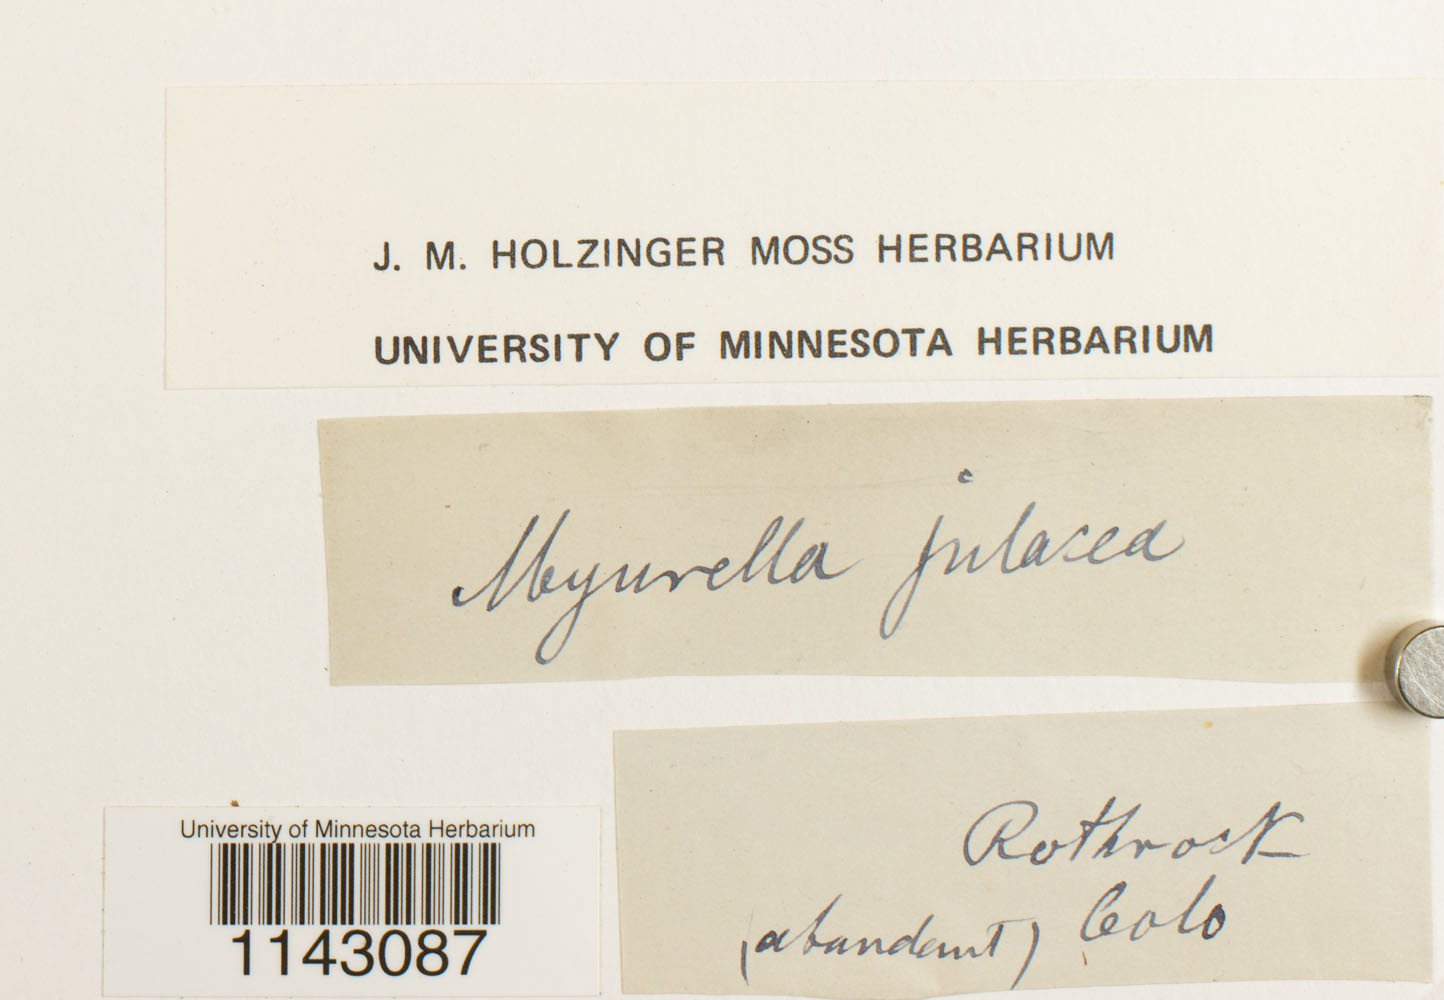 J. M. HOLZINGER MOSS HERBARIUM
UNIVERSITY OF MINNESOTA HERBARIUM
Myurella julacea
Rothrock
(abundant) Colo
University of Minnesota Herbarium
1143087